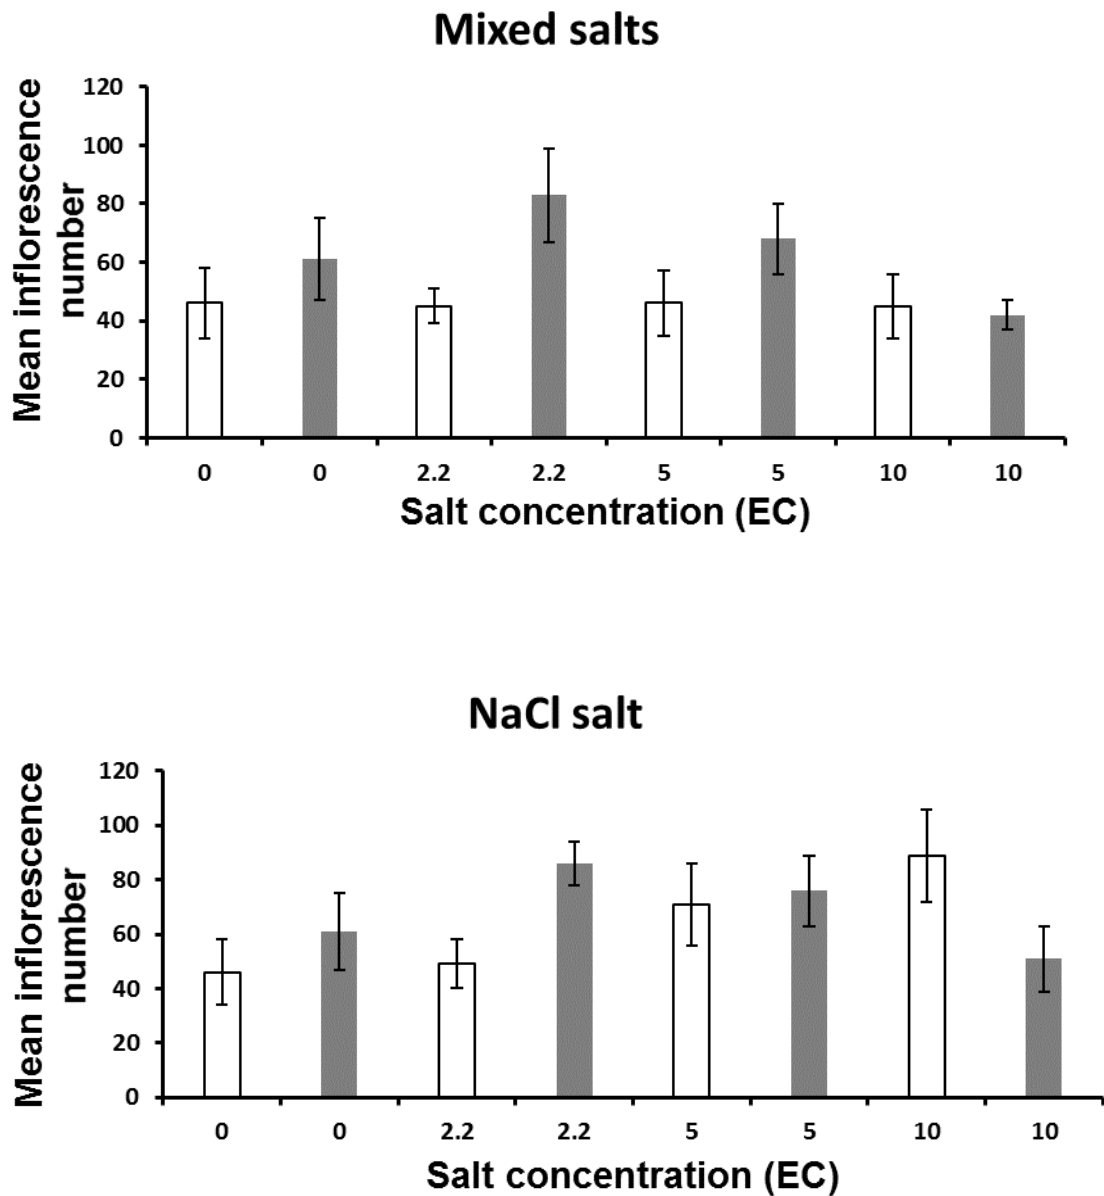 Mixed salts
Mean inflorescence
number
120
100
80
60
40
20
0
0 0 2.2 2.2 5 5 10 10
Salt concentration (EC)
NaCl salt
Mean inflorescence
number
120
100
80
60
40
20
0
0 0 2.2 2.2 5 5 10 10
Salt concentration (EC)